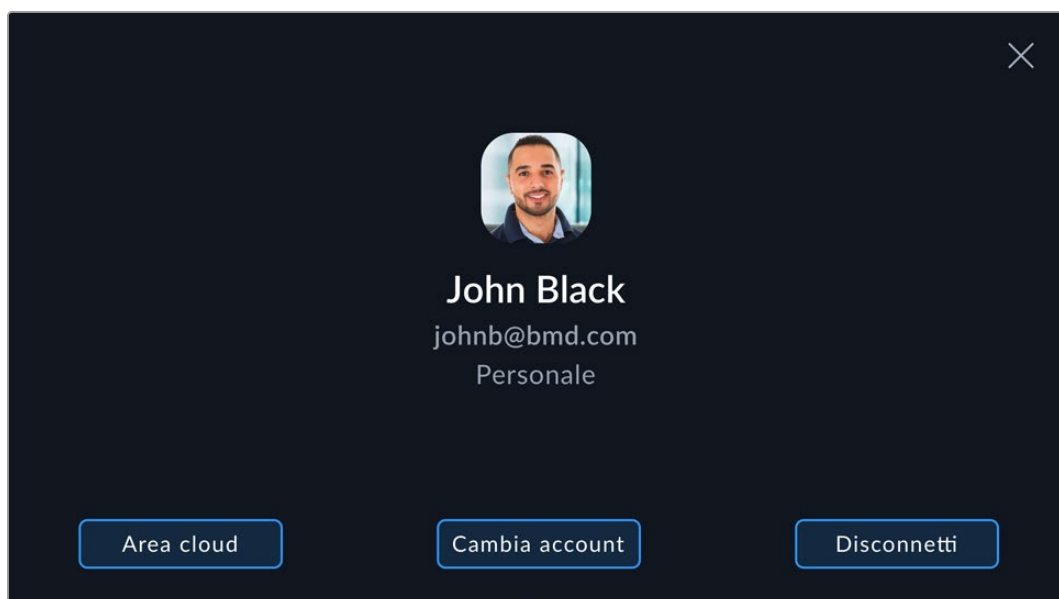 John Black
johnb@bmd.com
Personale
Area cloud
Cambia account
Disconnetti